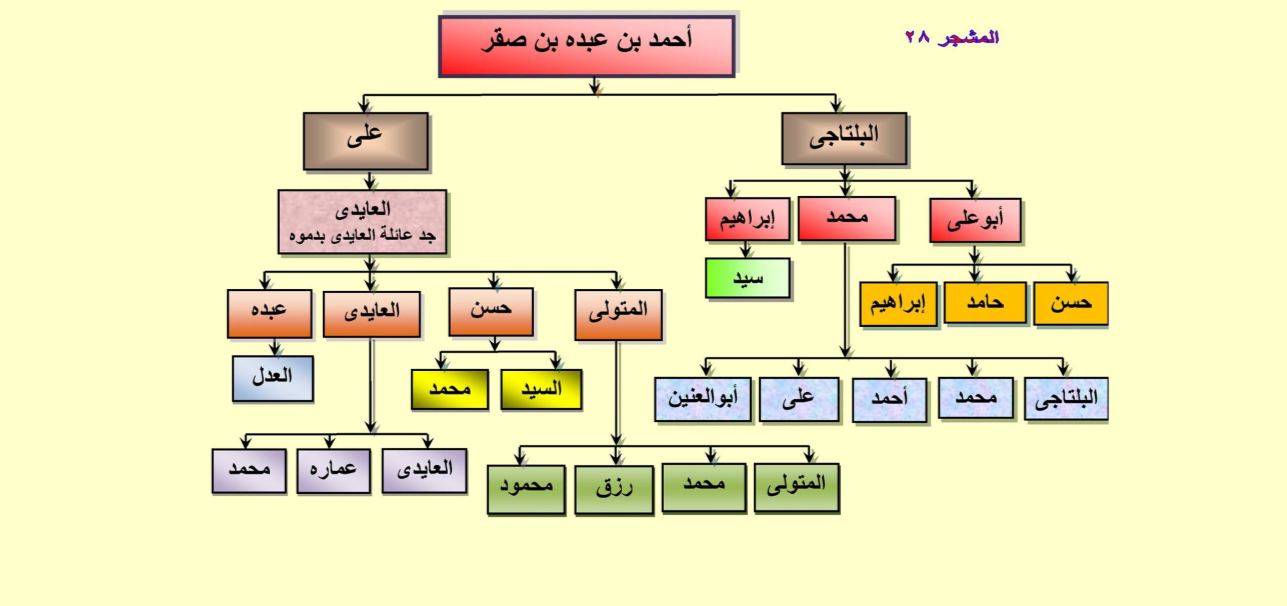 المشجر ٢٨
أحمد بن عبده بن صقر
البلتاجى
على
أبوعلى
محمد
إبراهيم
العايدى
جد عائلة العايدى بدموه
سيد
حسن
حامد
إبراهيم
المتولى
حسن
العايدى
عبده
البلتاجى
محمد
أحمد
على
أبوالعنين
السيد
محمد
العدل
المتولى
محمد
رزق
محمود
العايدى
عماره
محمد